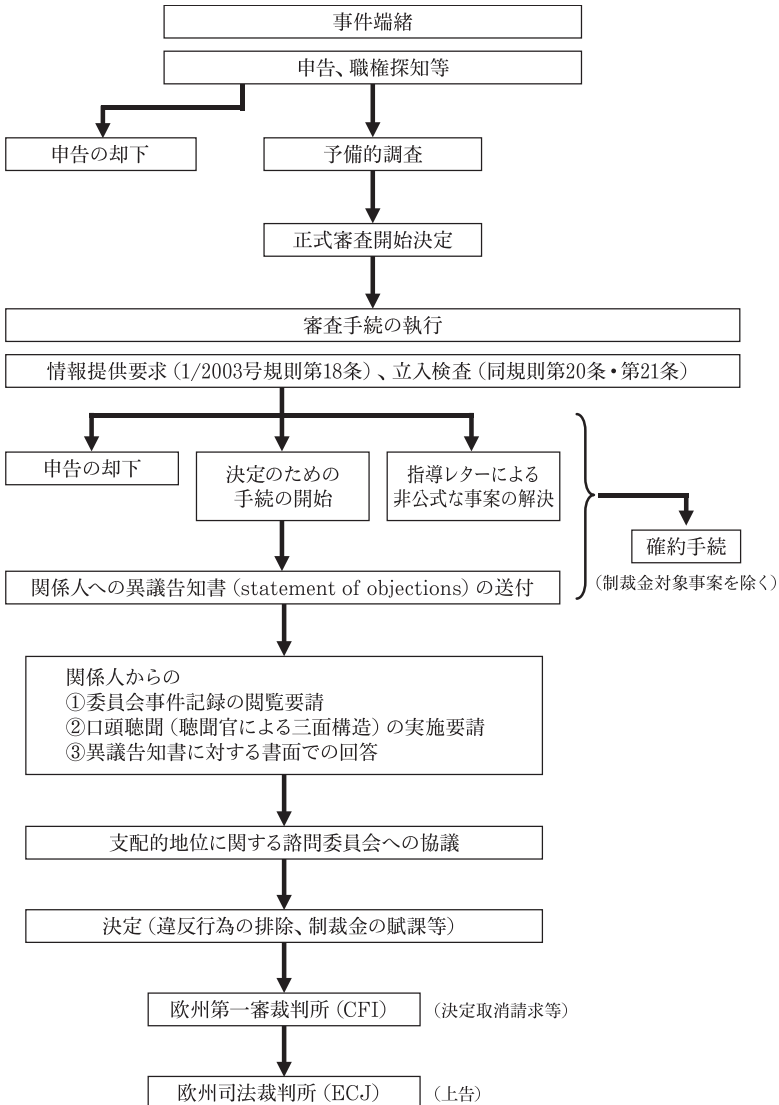 事件端緒
申告、職権探知等
申告の却下
予備的調査
正式審査開始決定
審査手続の執行
情報提供要求（1/2003号規則第18条）、立入検査（同規則第20条・第21条）
申告の却下
決定のための
手続の開始
指導レターによる
非公式な事案の解決
確約手続
（制裁金対象事案を除く）
関係人への異議告知書（statement of objections）の送付
関係人からの
①委員会事件記録の閲覧要請
②口頭聴聞（聴聞官による三面構造）の実施要請
③異議告知書に対する書面での回答
支配的地位に関する諮問委員会への協議
決定（違反行為の排除、制裁金の賦課等）
欧州第一審裁判所（CFI）
（決定取消請求等）
欧州司法裁判所（ECJ）
（上告）